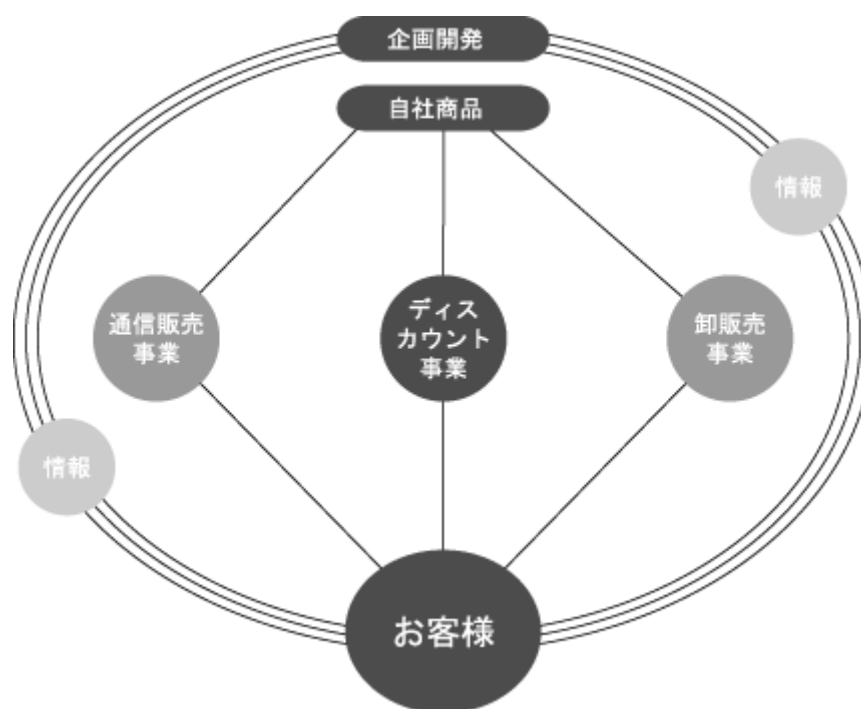 企画開発
自社商品
情報
通信販売
事業
ディス
カウント
事業
卸販売
事業
情報
お客様